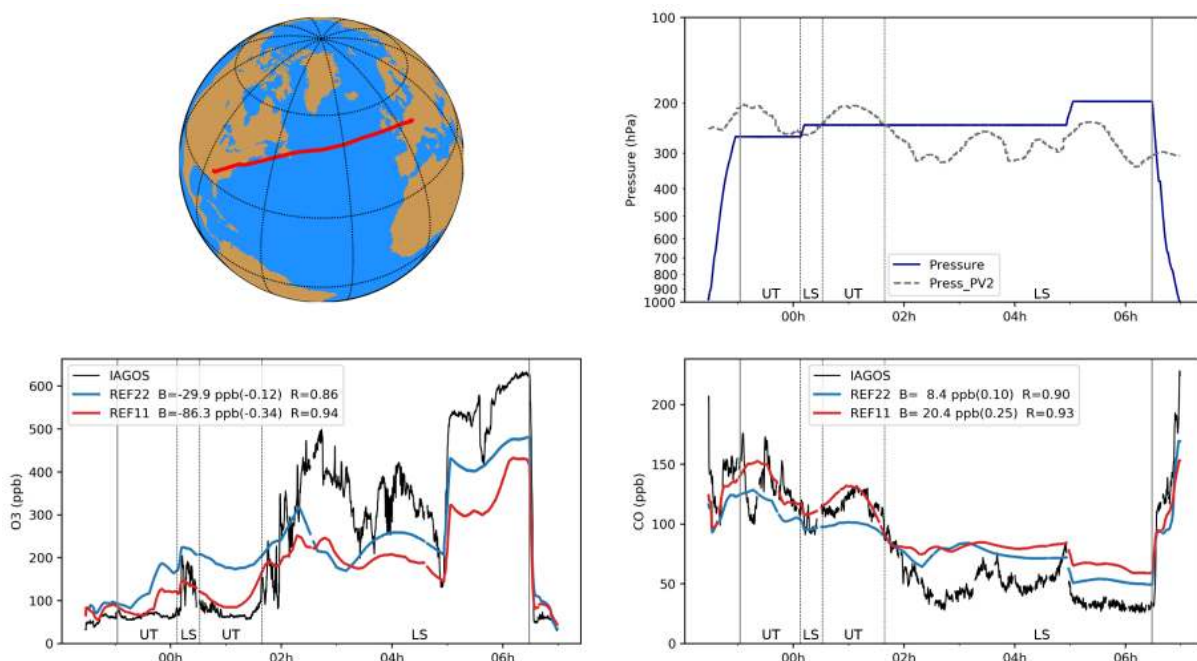 100
200
300
400
500
600
700
800
900
1000
Pressure (hPa)
Pressure
Press_PV2
UT LS UT LS
00h 02h 04h 06h
IAGOS
REF22 B=-29.9 ppb(-0.12) R=0.86
REF11 B=-86.3 ppb(-0.34) R=0.94
600
500
400
300
200
100
0
O3 (ppb)
UT LS UT LS
00h 02h 04h 06h
IAGOS
REF22 B= 8.4 ppb(0.10) R=0.90
REF11 B= 20.4 ppb(0.25) R=0.93
200
150
100
50
0
CO (ppb)
UT LS UT LS
00h 02h 04h 06h